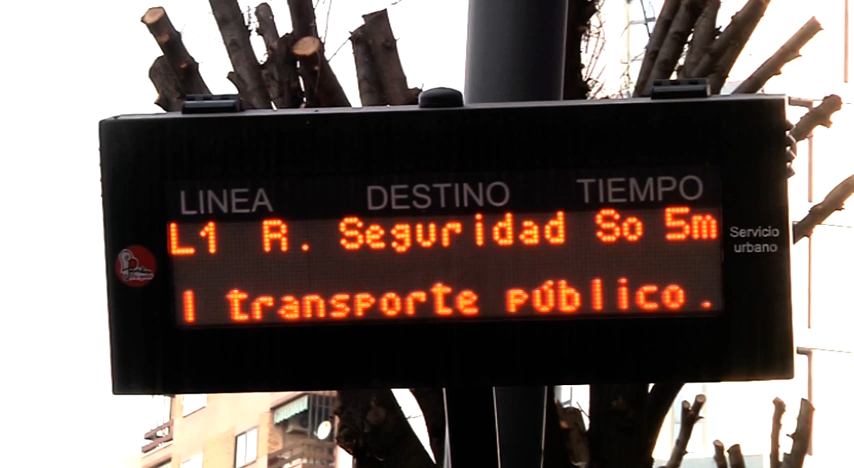 LINEA DESTINO TIEMPO
L1 R. Seguridad So 5m
l transporte público.
Servicio
urbano